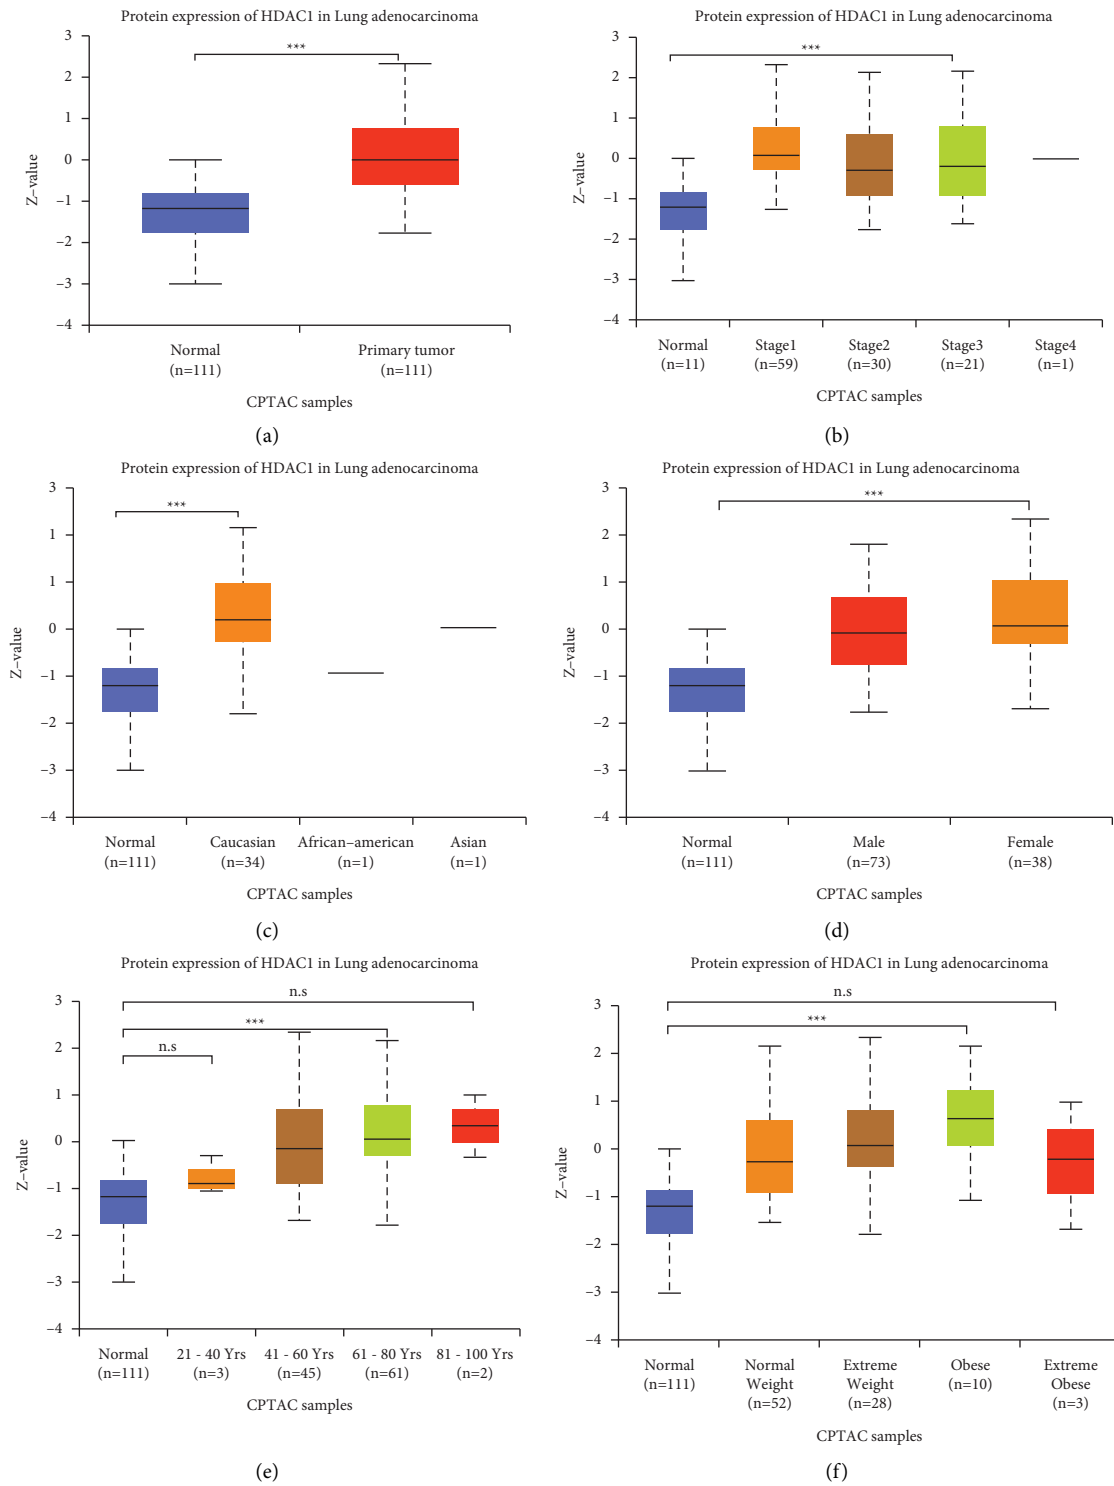 Protein expression of HDAC1 in Lung adenocarcinoma
***
3
2
1
0
−1
−2
−3
−4
Z−value
Normal
(n=111)
Primary tumor
(n=111)
CPTAC samples
(a)
Protein expression of HDAC1 in Lung adenocarcinoma
***
3
2
1
0
−1
−2
−3
−4
Z−value
Normal
(n=11)
Stage1
(n=59)
Stage2
(n=30)
Stage3
(n=21)
Stage4
(n=1)
CPTAC samples
(b)
Protein expression of HDAC1 in Lung adenocarcinoma
***
3
1
1
0
−1
−2
−3
−4
Z−value
Normal
(n=111)
Caucasian
(n=34)
African−american
(n=1)
Asian
(n=1)
CPTAC samples
(c)
Protein expression of HDAC1 in Lung adenocarcinoma
***
3
2
1
0
−1
−2
−3
−4
Z−value
Normal
(n=111)
Male
(n=73)
Female
(n=38)
CPTAC samples
(d)
Protein expression of HDAC1 in Lung adenocarcinoma
n.s
***
n.s
3
2
1
0
−1
−2
−3
−4
Z−value
Normal
(n=111)
21 - 40 Yrs
(n=3)
41 - 60 Yrs
(n=45)
61 - 80 Yrs
(n=61)
81 - 100 Yrs
(n=2)
CPTAC samples
(e)
Protein expression of HDAC1 in Lung adenocarcinoma
n.s
***
3
2
1
0
−1
−2
−3
−4
Z−value
Normal
(n=111)
Normal
Weight
(n=52)
Extreme
Weight
(n=28)
Obese
(n=10)
Extreme
Obese
(n=3)
CPTAC samples
(f)